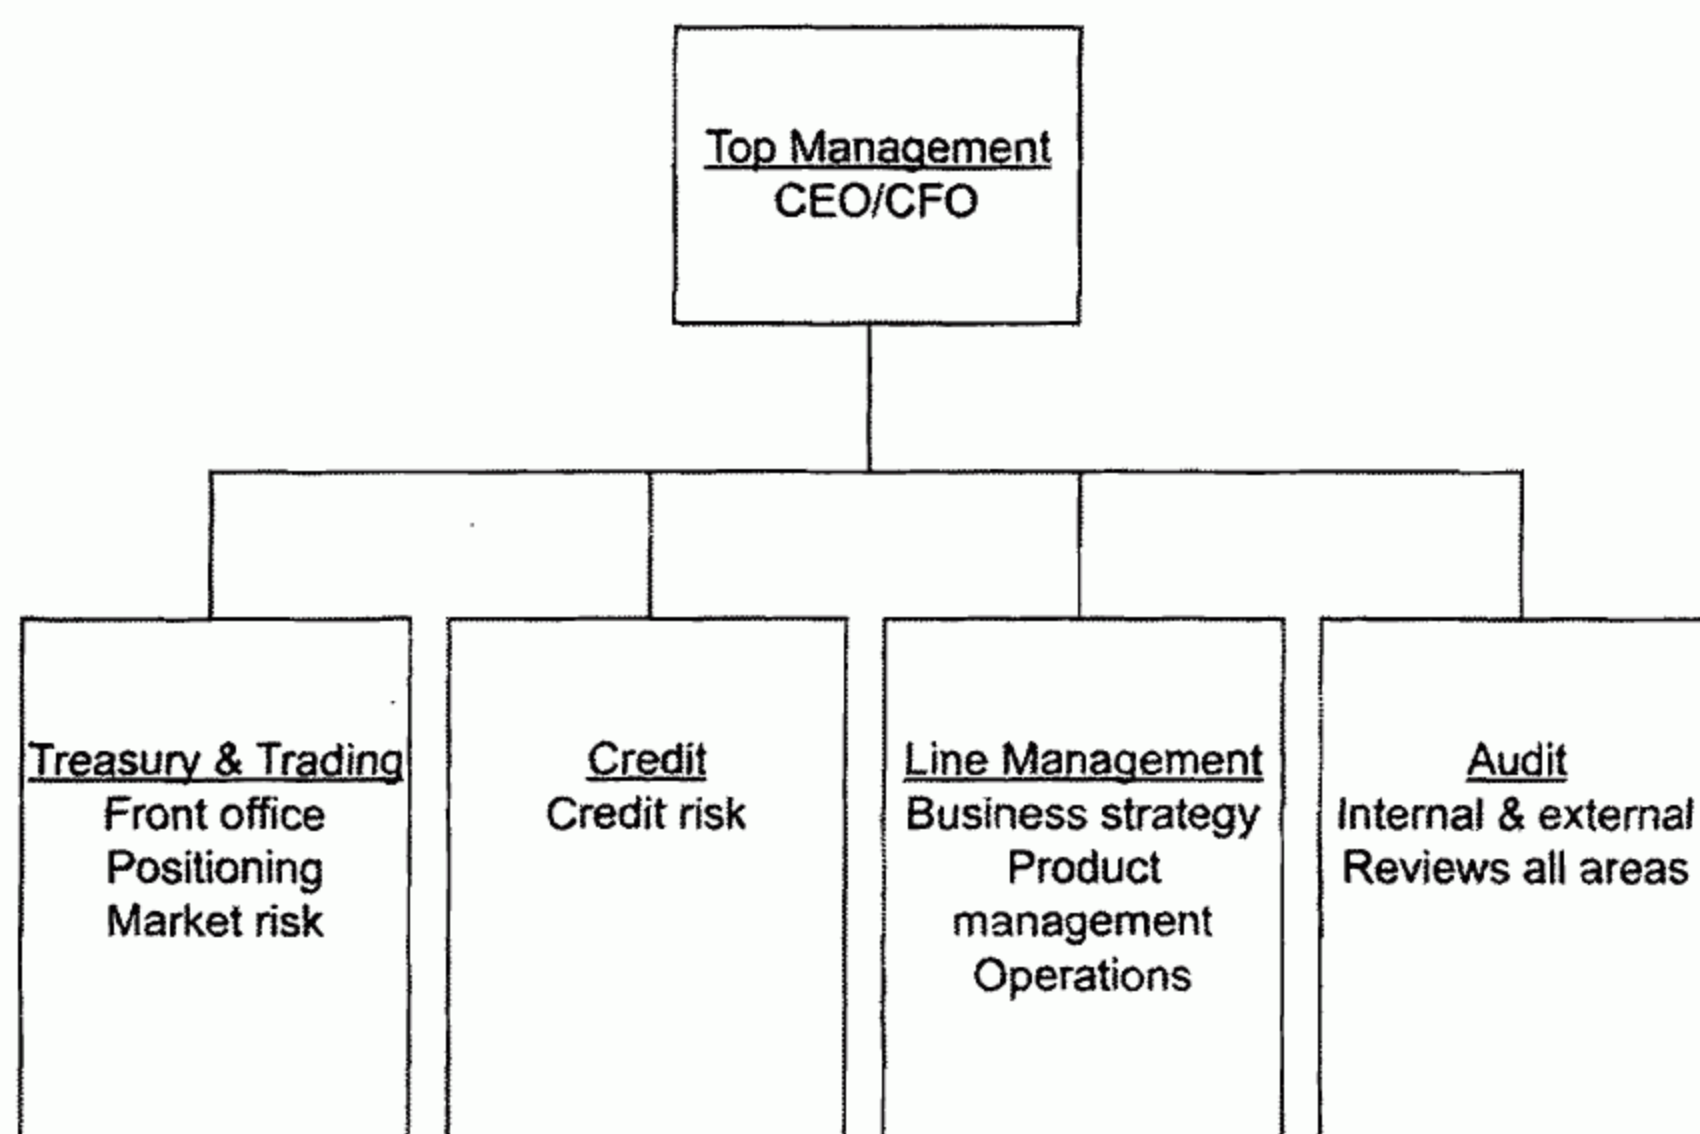 Top Management
CEO/CFO
Treasury & Trading
Front office
Positioning
Market risk
Credit
Credit risk
Line Management
Business strategy
Product
management
Operations
Audit
Internal & external
Reviews all areas